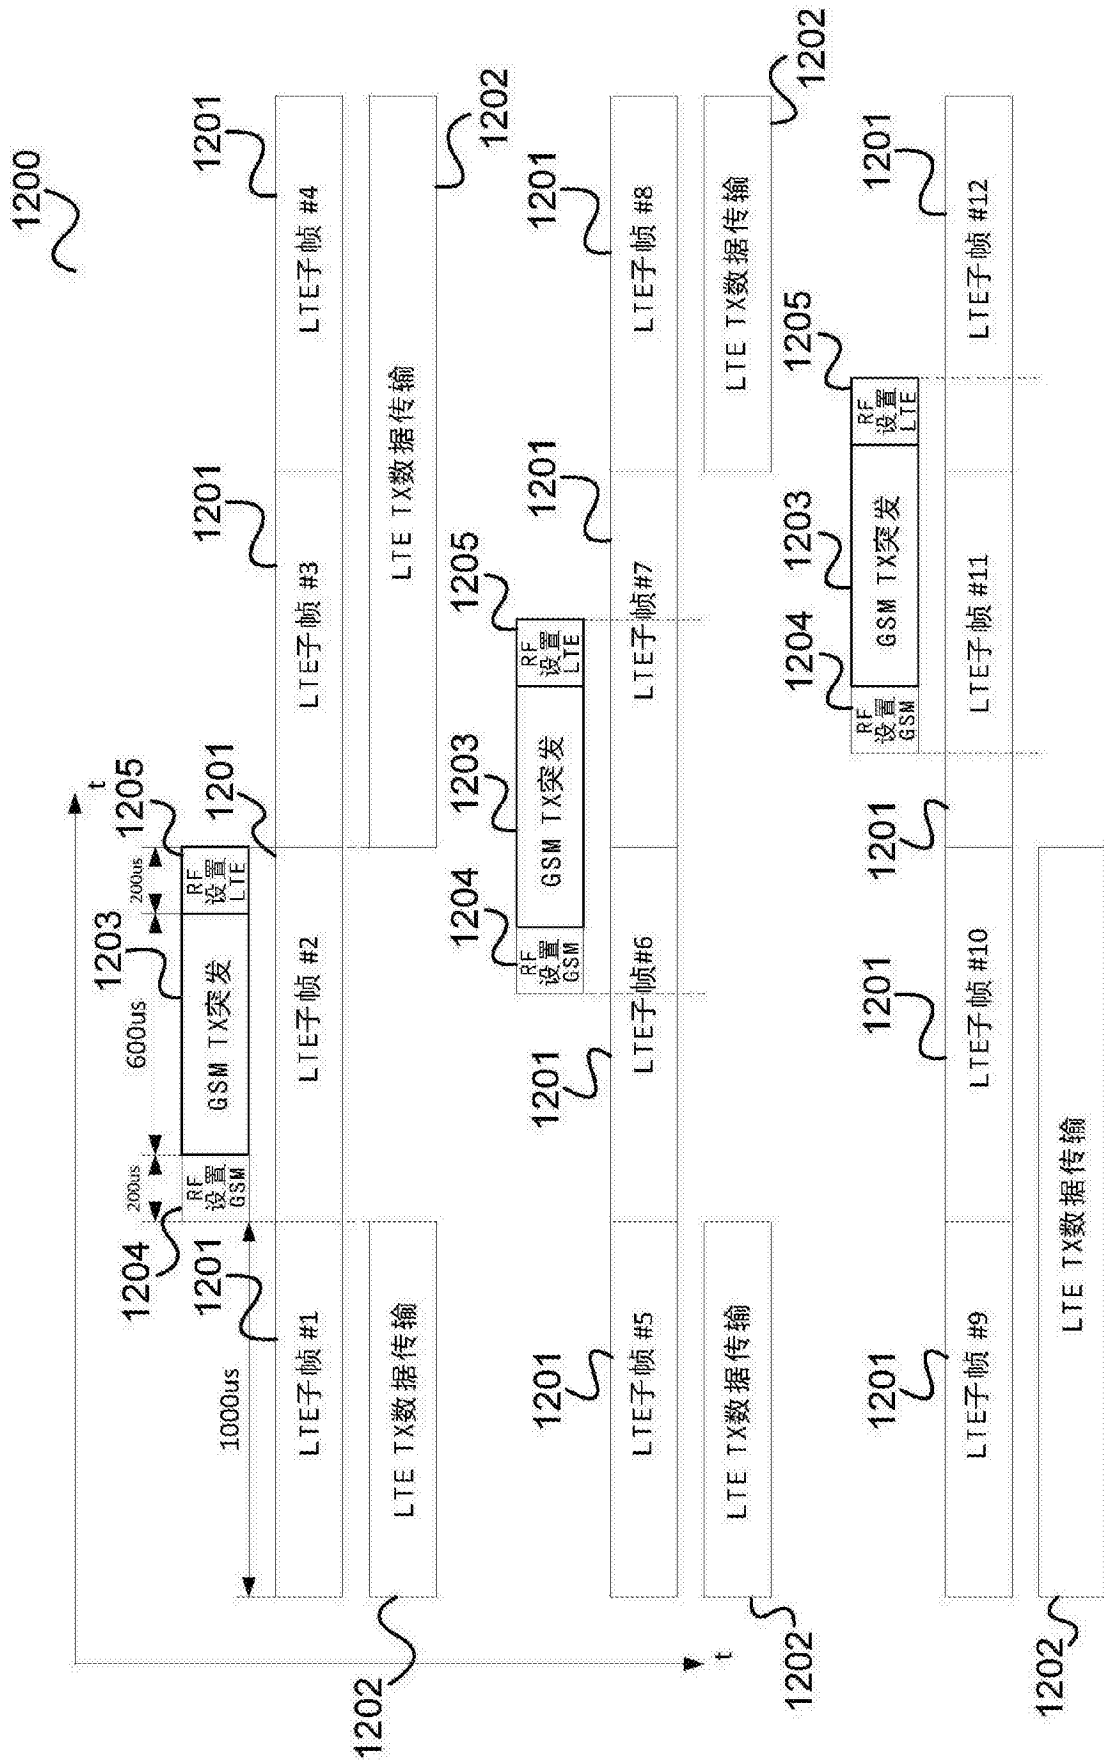 1200
t
1204
200us
600us
1203
200us
1205
RF
设置
GSM
GSM TX突发
RF
设置
LTE
1201
1201
1201
1201
1000us
LTE子帧 #1
LTE子帧 #2
LTE子帧 #3
LTE子帧 #4
LTE TX数据传输
LTE TX数据传输
1202
1202
1204
1203
1205
RF
设置
GSM
GSM TX突发
RF
设置
LTE
1201
1201
1201
1201
LTE子帧 #5
LTE子帧#6
LTE子帧#7
LTE子帧 #8
t
LTE TX数据传输
LTE TX数据传输
1202
1202
1204
1203
1205
RF
设置
GSM
GSM TX突发
RF
设置
LTE
1201
1201
1201
1201
LTE子帧 #9
LTE子帧 #10
LTE子帧 #11
LTE子帧 #12
LTE TX数据传输
1202